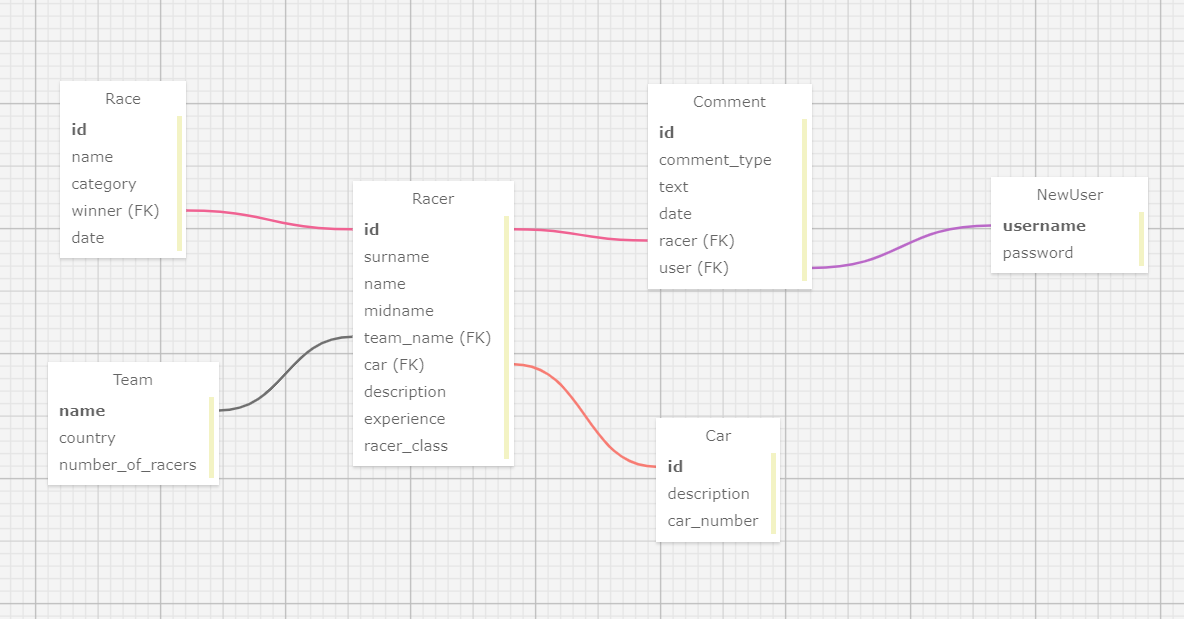 Race
id
name
category
winner (FK)
date
Team
name
country
number_of_racers
Racer
id
surname
name
midname
team_name (FK)
car (FK)
description
experience
racer_class
Comment
id
comment_type
text
date
racer (FK)
user (FK)
Car
id
description
car_number
NewUser
username
password